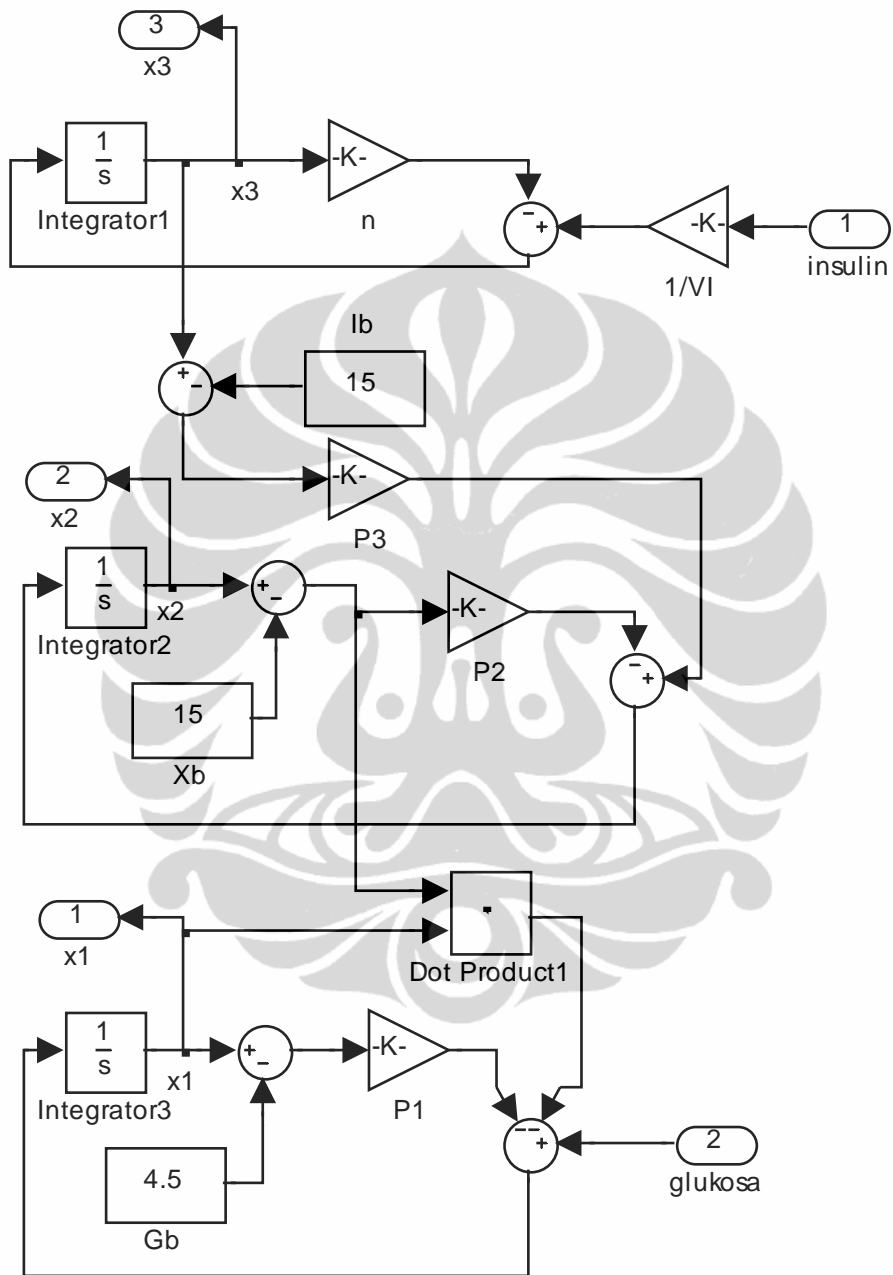 3
x3
1
s
Integrator1
x3
-K-
n
-
+
-K-
1/VI
1
insulin
Ib
15
+
-
-K-
P3
2
x2
1
s
Integrator2
x2
+
-
-K-
P2
-
+
15
Xb
1
x1
Dot Product1
1
s
Integrator3
x1
+
-
-K-
P1
--
+
2
glukosa
4.5
Gb